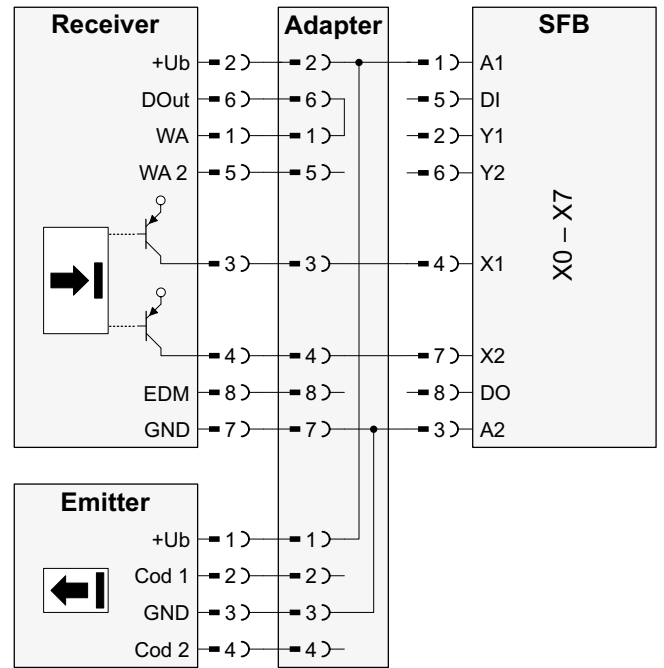 Receiver Adapter SFB
+Ub 2 2 1 A1
DOut 6 6 5 DI
WA 1 1 2 Y1
WA 2 5 5 6 Y2
X0 – X7
3 3 4 X1
4 4 7 X2
EDM 8 8 8 DO
GND 7 7 3 A2
Emitter
+Ub 1 1
Cod 1 2 2
GND 3 3
Cod 2 4 4